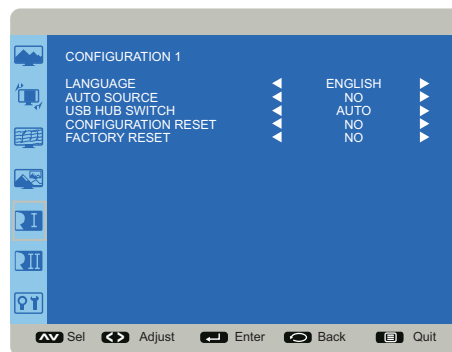 CONFIGURATION 1
LANGUAGE ENGLISH
AUTO SOURCE NO
USB HUB SWITCH AUTO
CONFIGURATION RESET NO
FACTORY RESET NO
I
II
Sel Adjust Enter Back Quit